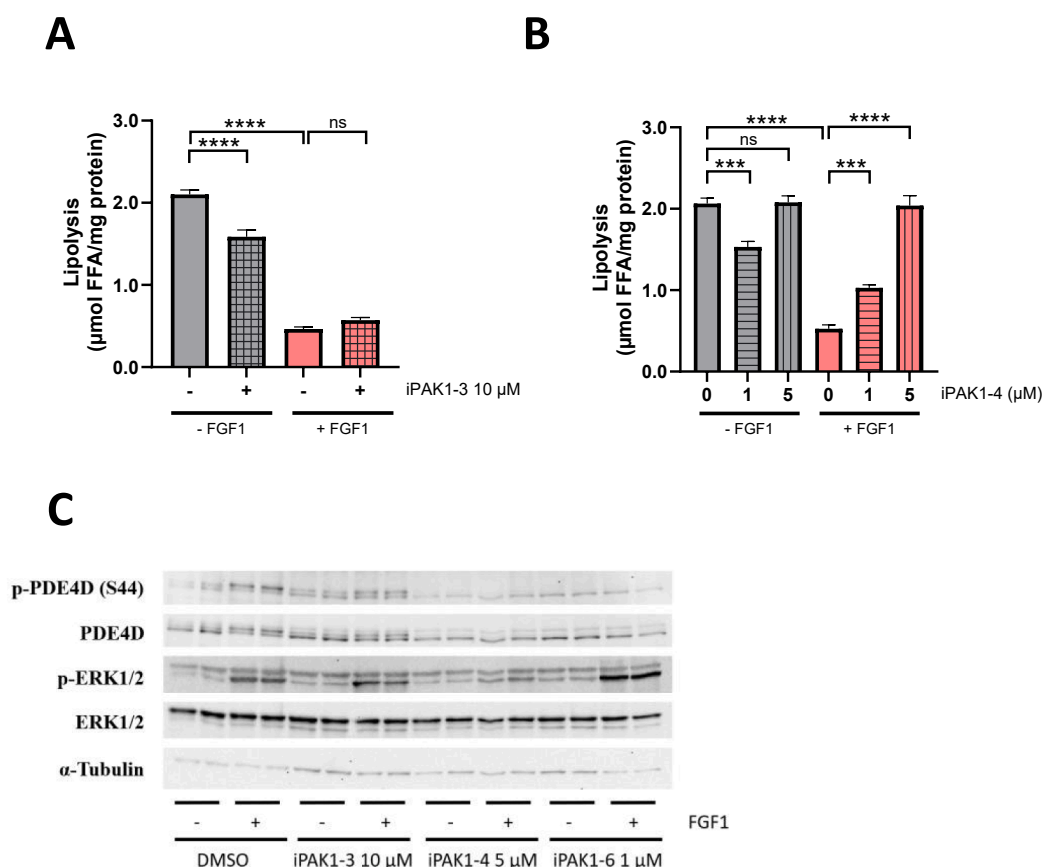 A
B
3.0
2.0
1.0
0.0
Lipolysis
(µmol FFA/mg protein)
****
****
ns
- + - + iPAK1-3 10 µM
- FGF1 + FGF1
3.0
2.0
1.0
0.0
Lipolysis
(µmol FFA/mg protein)
**** ****
ns
*** ***
0 1 5 0 1 5 iPAK1-4 (µM)
- FGF1 + FGF1
C
p-PDE4D (S44)
PDE4D
p-ERK1/2
ERK1/2
α-Tubulin
- + - + - + - + FGF1
DMSO iPAK1-3 10 µM iPAK1-4 5 µM iPAK1-6 1 µM